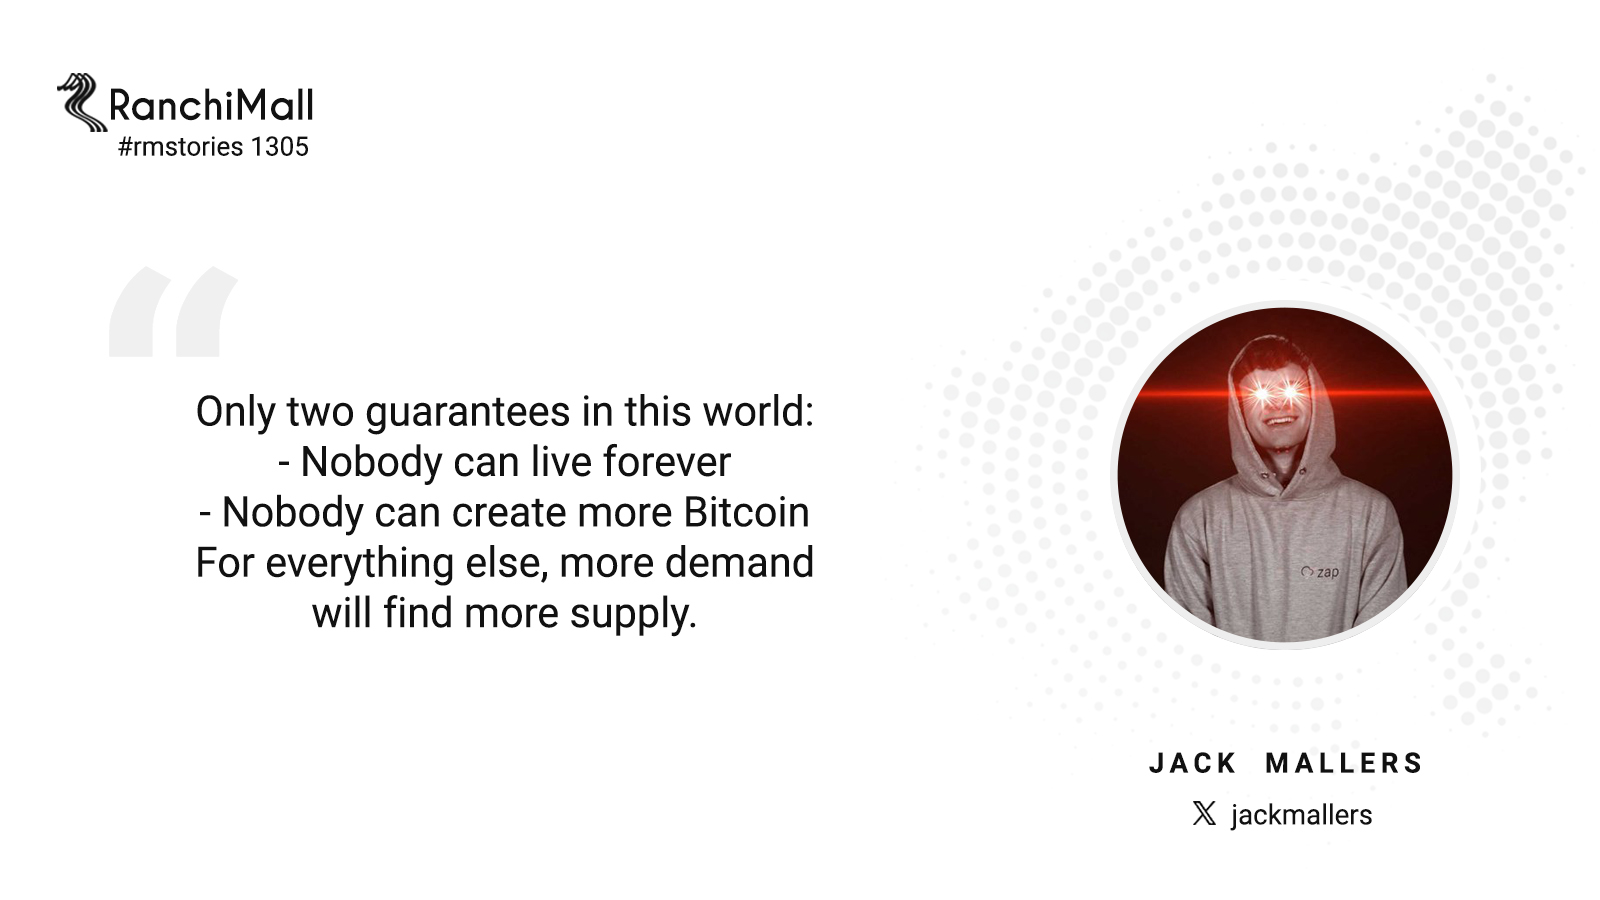 RanchiMall
#rmstories 1305
“
Only two guarantees in this world:
- Nobody can live forever
- Nobody can create more Bitcoin
For everything else, more demand
will find more supply.
zap
JACK MALLERS
X jackmallers